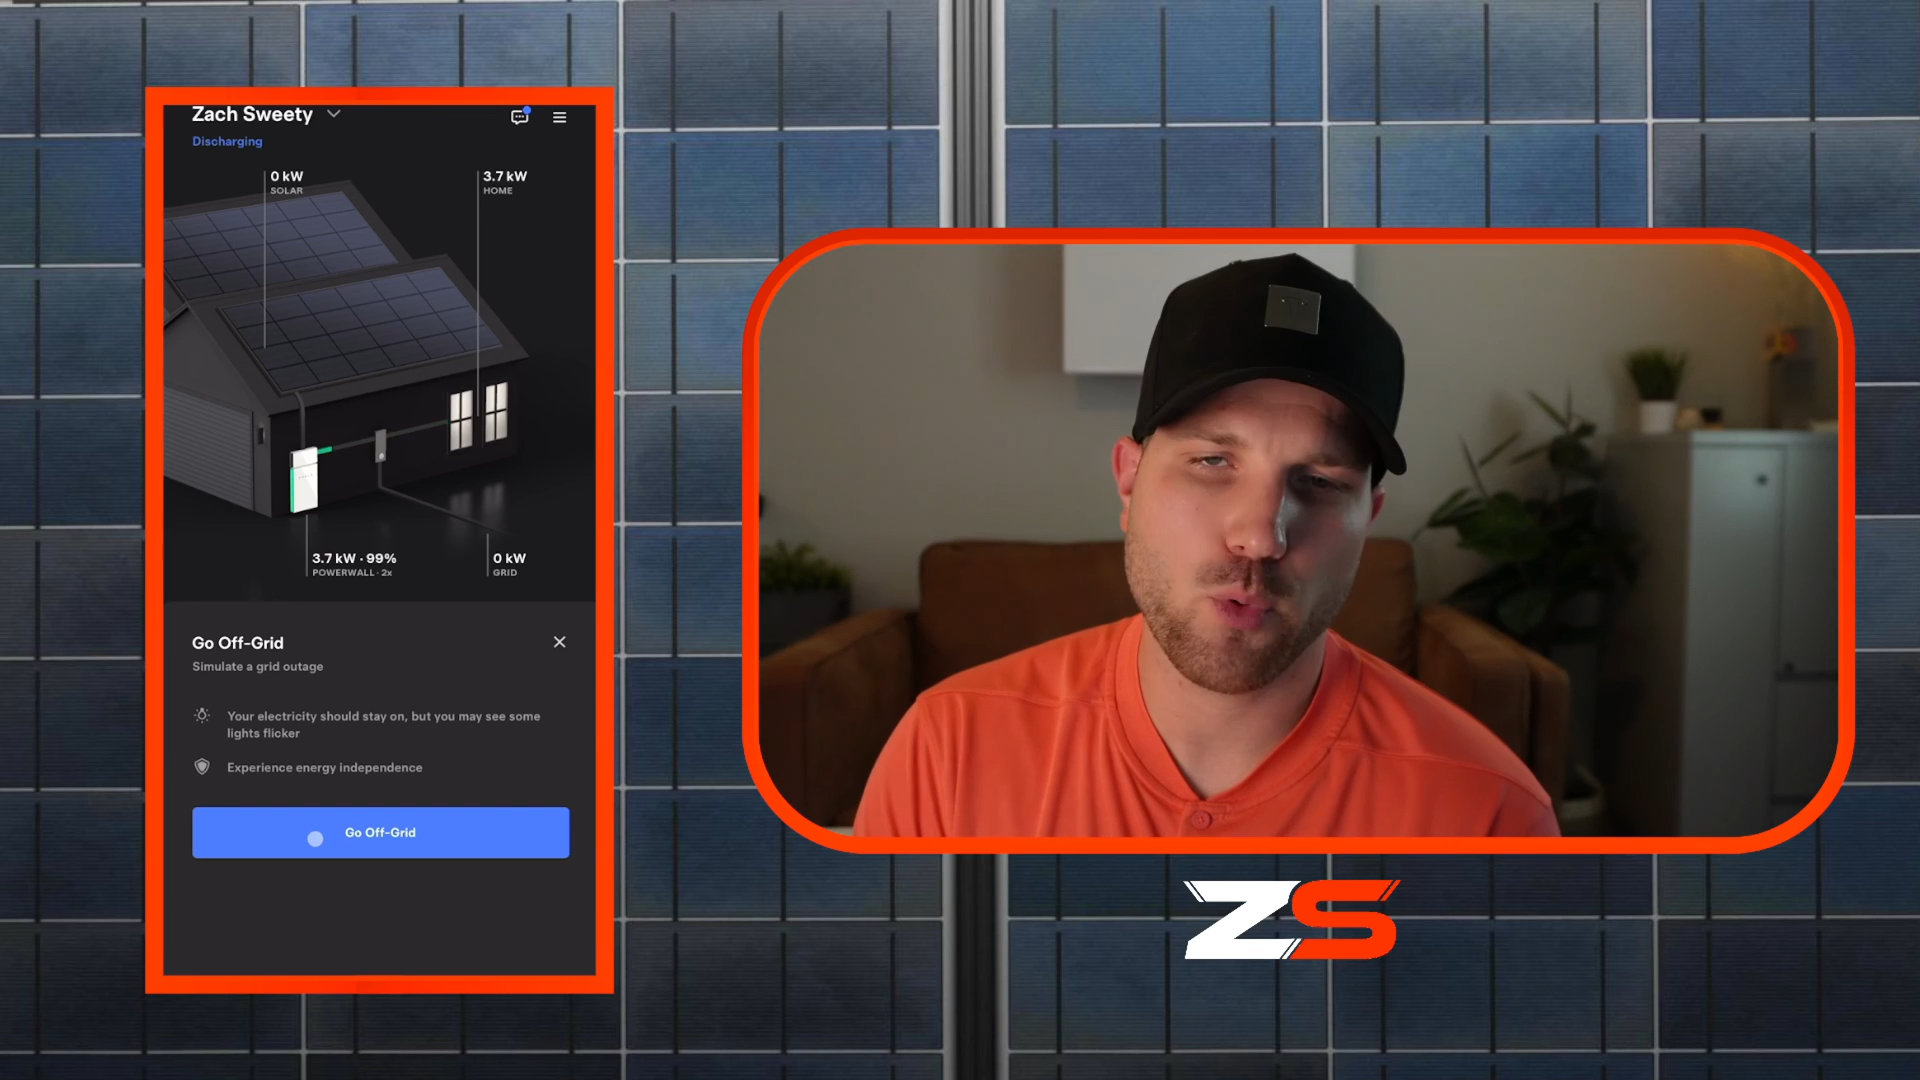 Zach Sweety
Discharging
0 kW
SOLAR
3.7 kW
HOME
3.7 kW · 99%
POWERWALL · 2x
0 kW
GRID
Go Off-Grid
Simulate a grid outage
Your electricity should stay on, but you may see some
lights flicker
Experience energy independence
Go Off-Grid
ZS